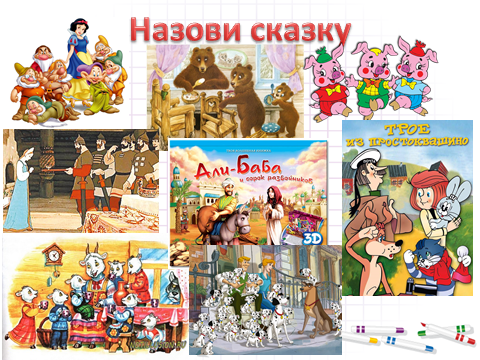 Назови сказку
Али-Баба
и сорок разбойников
3D
ТРОЕ
ИЗ ПРОСТОКВАШИНО